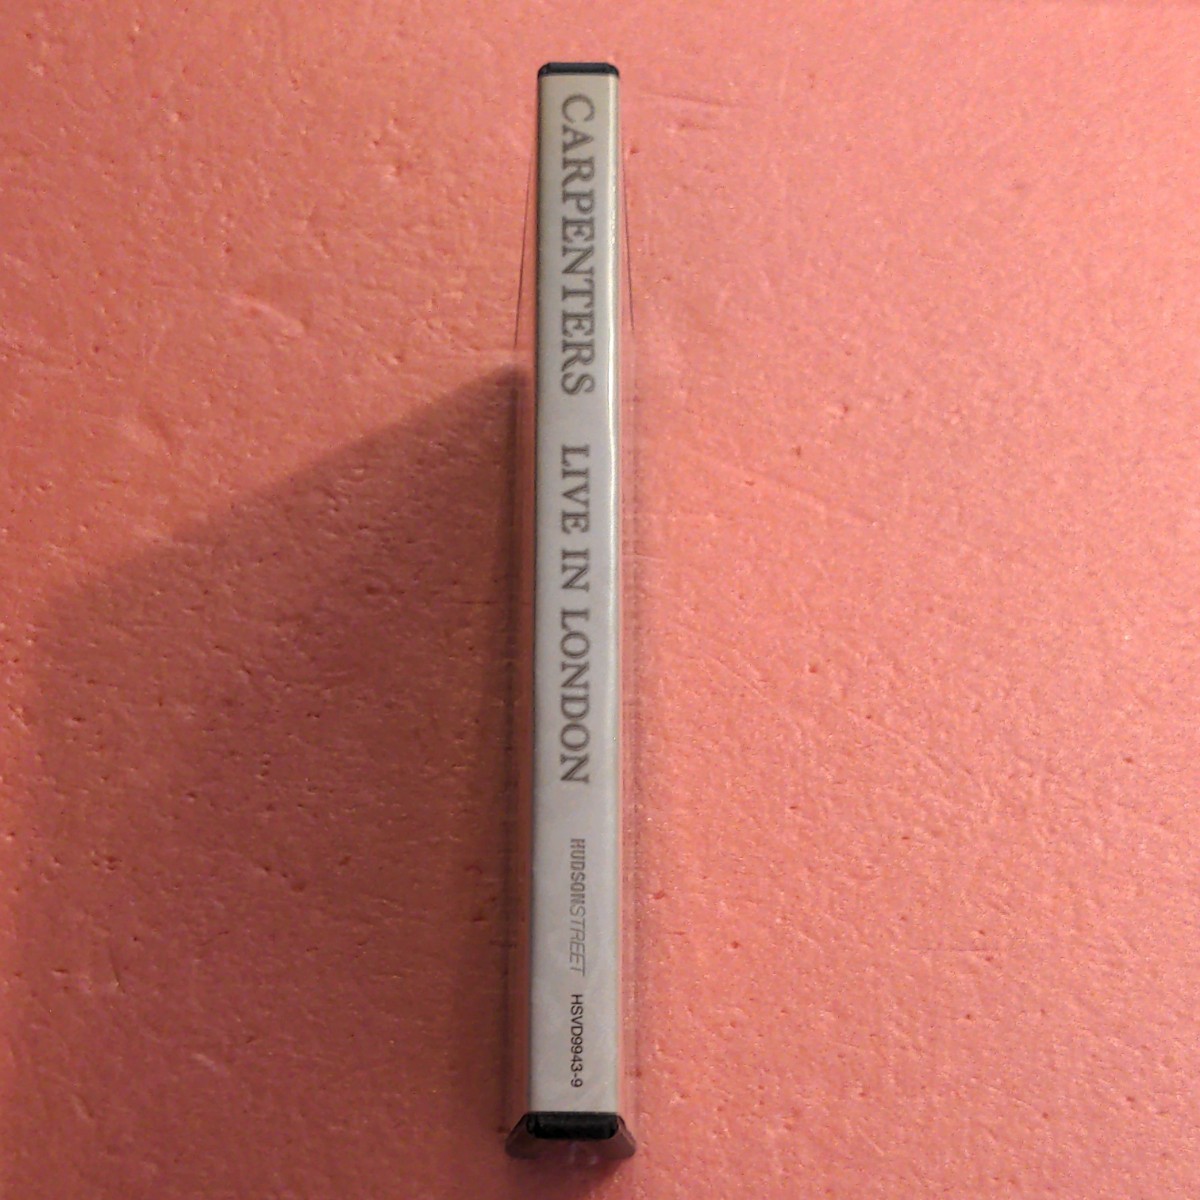 CARPENTERS LIVE IN LONDON HUDSONSTREET HSVD9943-9